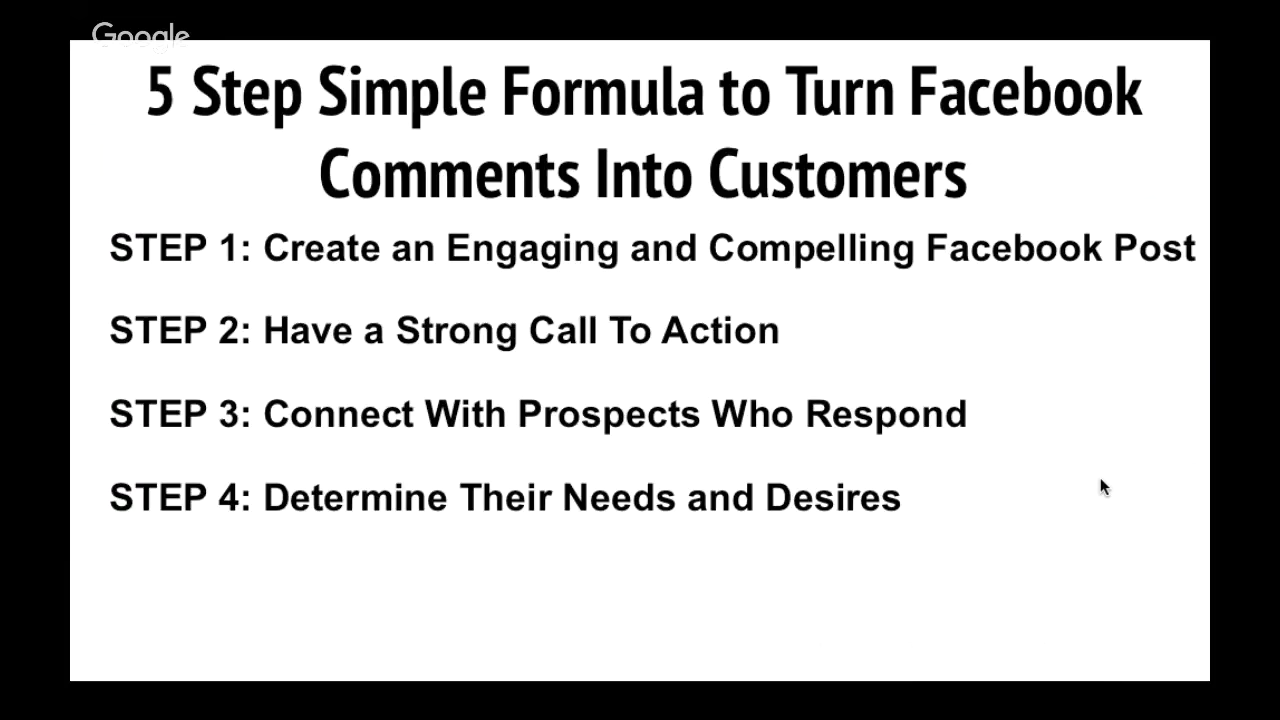 Google
5 Step Simple Formula to Turn Facebook
Comments Into Customers
STEP 1: Create an Engaging and Compelling Facebook Post
STEP 2: Have a Strong Call To Action
STEP 3: Connect With Prospects Who Respond
STEP 4: Determine Their Needs and Desires